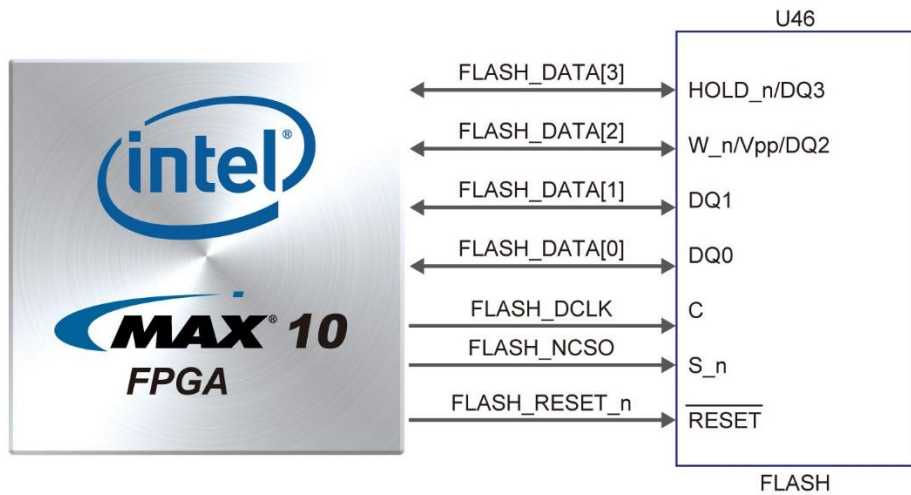 U46
FLASH_DATA[3]
HOLD_n/DQ3
FLASH_DATA[2]
W_n/Vpp/DQ2
FLASH_DATA[1]
DQ1
FLASH_DATA[0]
DQ0
FLASH_DCLK
C
FLASH_NCSO
S_n
FLASH_RESET_n
RESET
FLASH
intel®
MAX® 10
FPGA